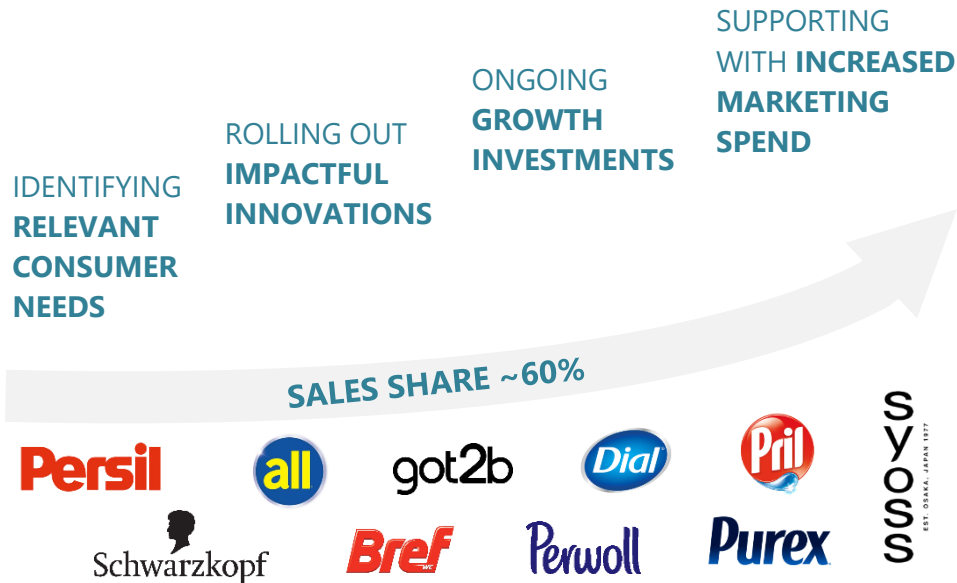 IDENTIFYING
RELEVANT
CONSUMER
NEEDS
ROLLING OUT
IMPACTFUL
INNOVATIONS
ONGOING
GROWTH
INVESTMENTS
SUPPORTING
WITH INCREASED
MARKETING
SPEND
SALES SHARE ~60%
Persil
all
got2b
Dial
Pril
syoss
EST. OSAKA, JAPAN 1977
Schwarzkopf
Bref
WC
Perwoll
Purex